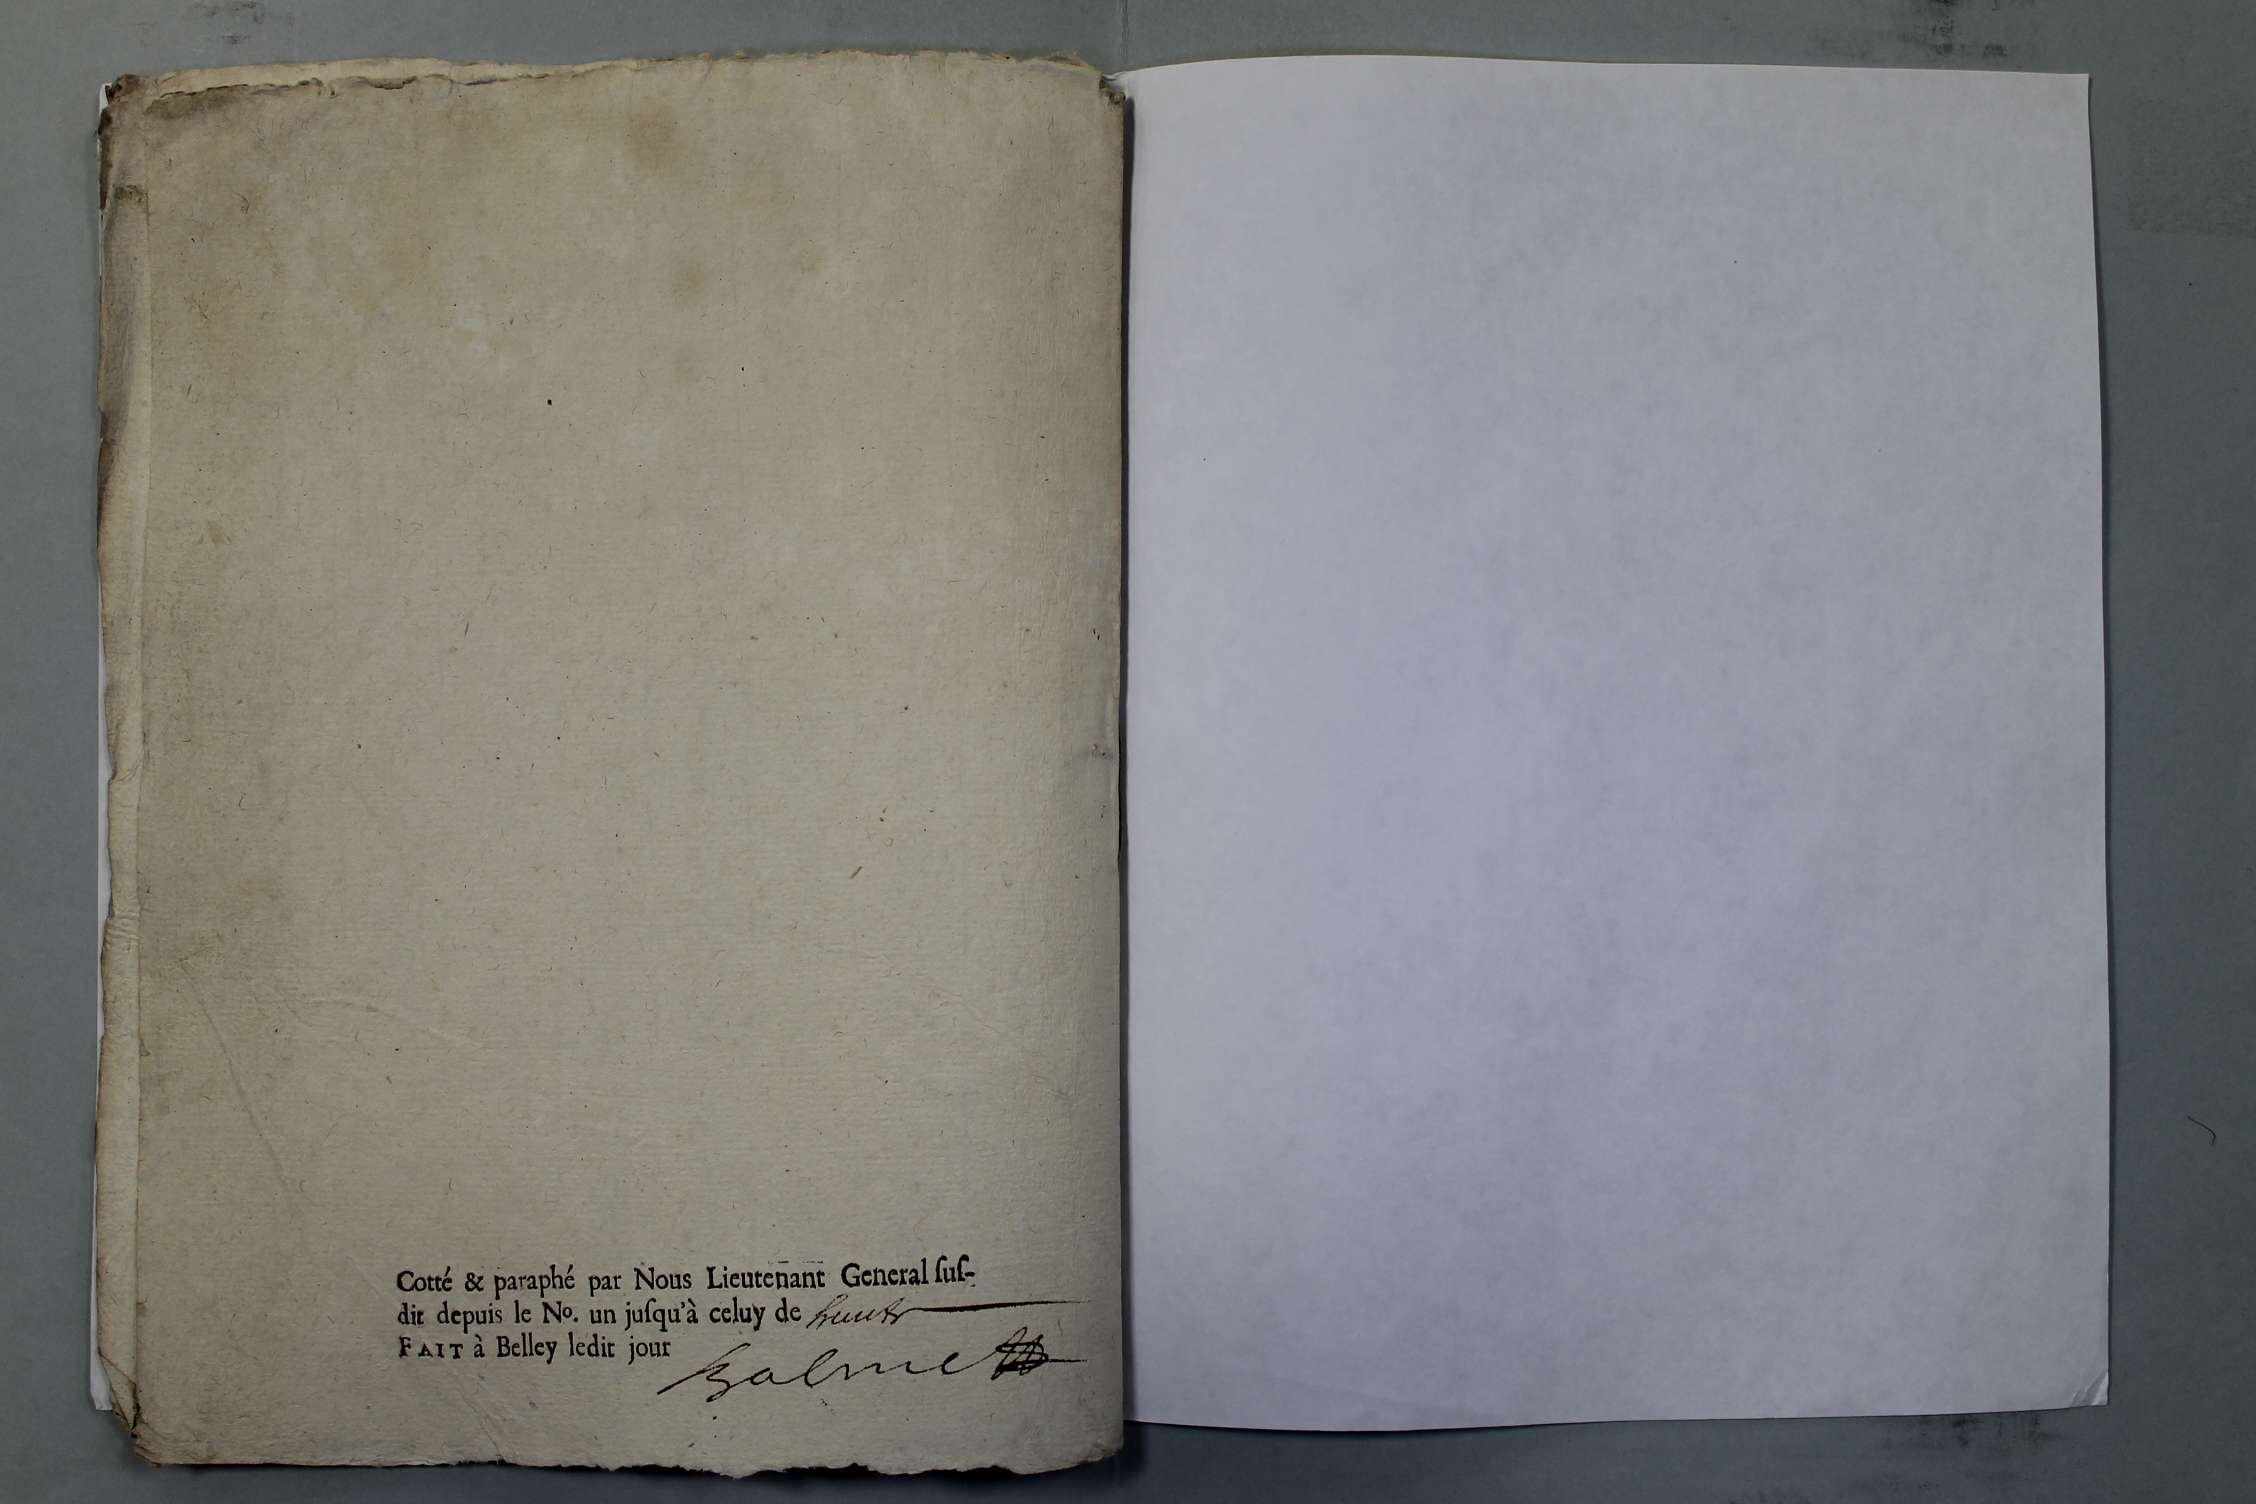 Cotté & paraphé par Nous Lieutenant General ſuſ-
dit depuis le No. un juſqu'à celuy de
FAIT à Belley ledit jour
Balme